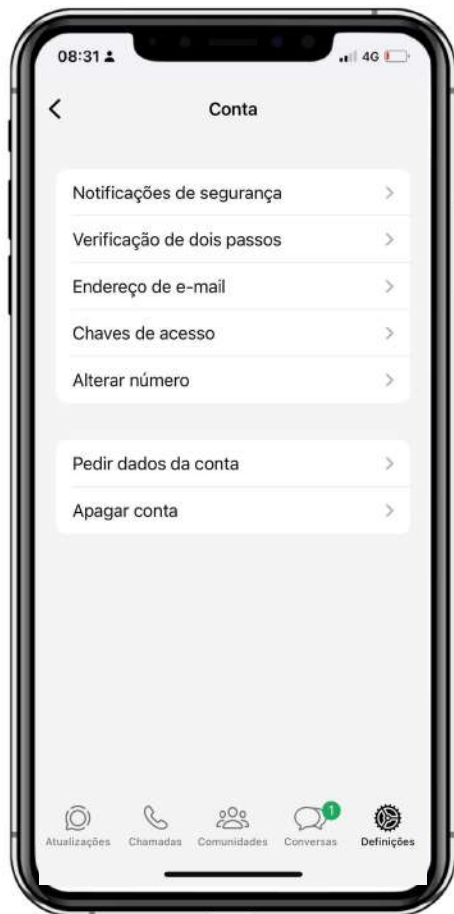 08:31
4G
Conta
Notificações de segurança
Verificação de dois passos
Endereço de e-mail
Chaves de acesso
Alterar número
Pedir dados da conta
Apagar conta
1
Atualizações Chamadas Comunidades Conversas Definições